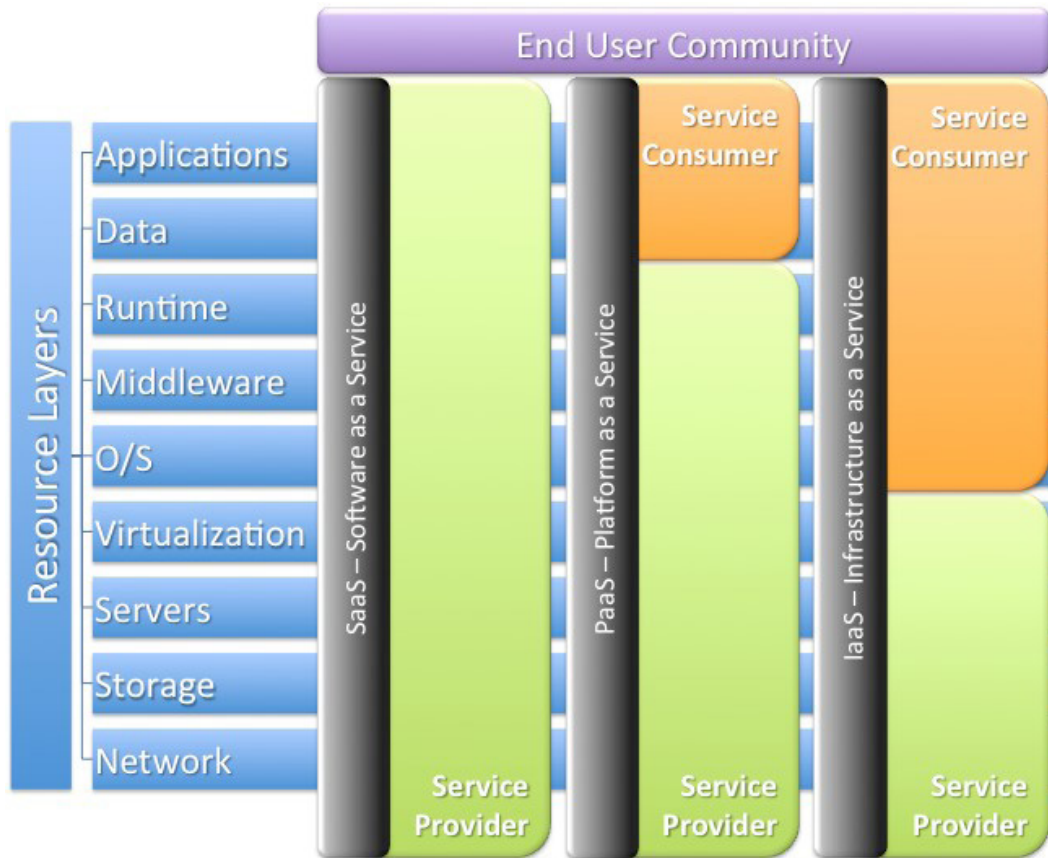 End User Community
Resource Layers
Applications
Data
Runtime
Middleware
O/S
Virtualization
Servers
Storage
Network
SaaS – Software as a Service
Service
Provider
PaaS – Platform as a Service
Service
Consumer
Service
Provider
IaaS – Infrastructure as a Service
Service
Consumer
Service
Provider